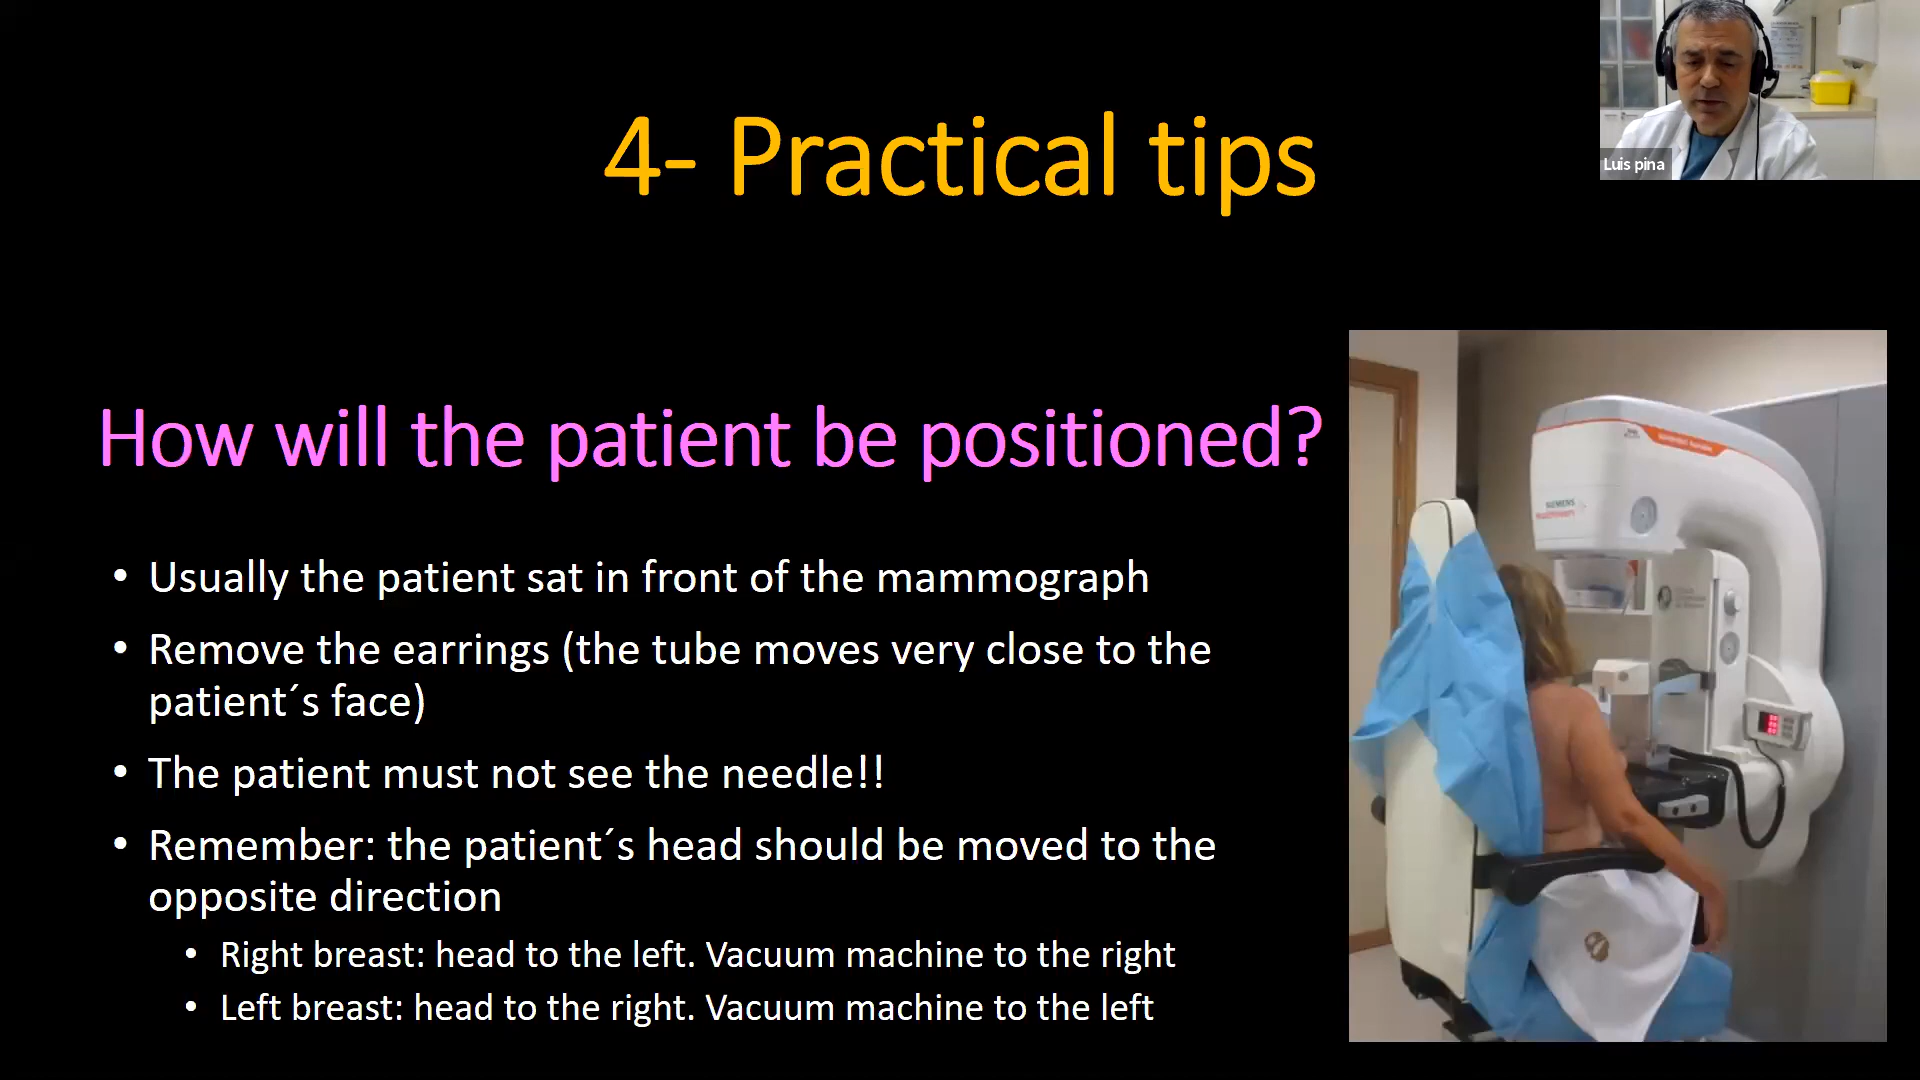 4- Practical tips
Luis pina
How will the patient be positioned?
• Usually the patient sat in front of the mammograph
• Remove the earrings (the tube moves very close to the
patient´s face)
• The patient must not see the needle!!
• Remember: the patient´s head should be moved to the
opposite direction
• Right breast: head to the left. Vacuum machine to the right
• Left breast: head to the right. Vacuum machine to the left
SIEMENS